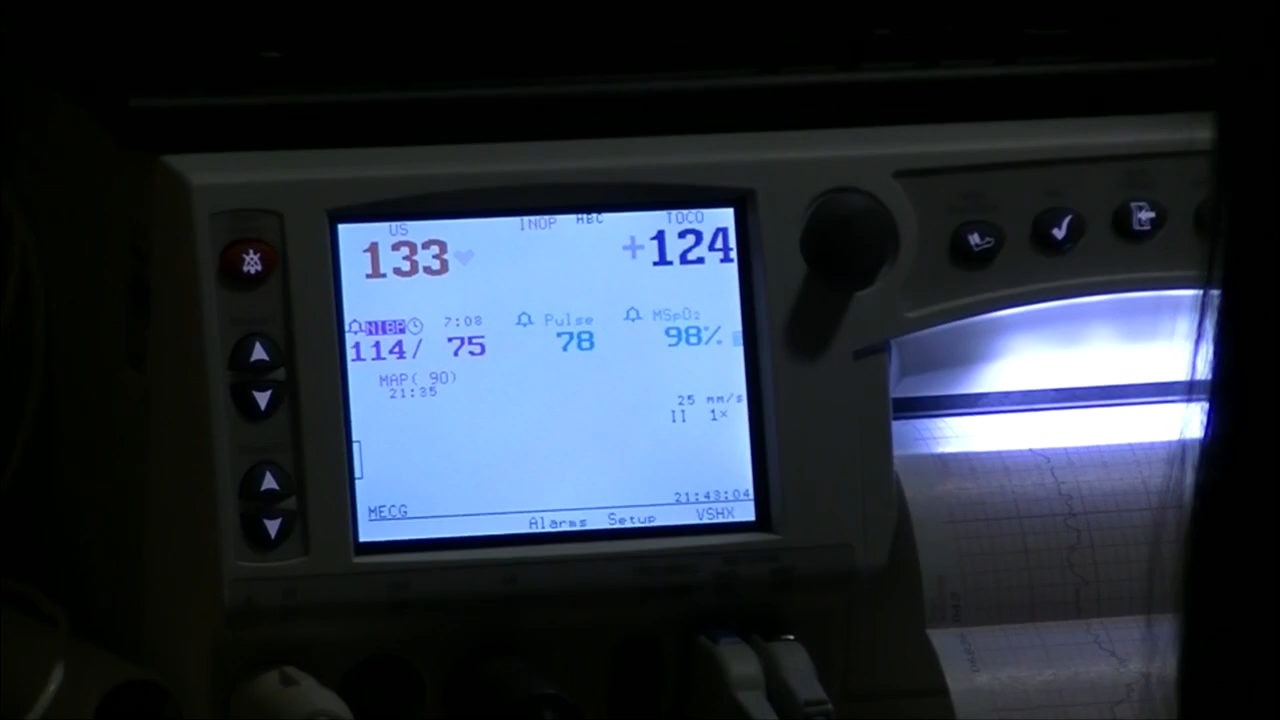 US INOP ABC TOCO
133 +124
NIBP 7:08 Pulse MSpO₂
114/ 75 78 98%
MAP( 90)
21:35
25 mm/s
II 1×
21:43:04
MECG
Alarms Setup VSHX